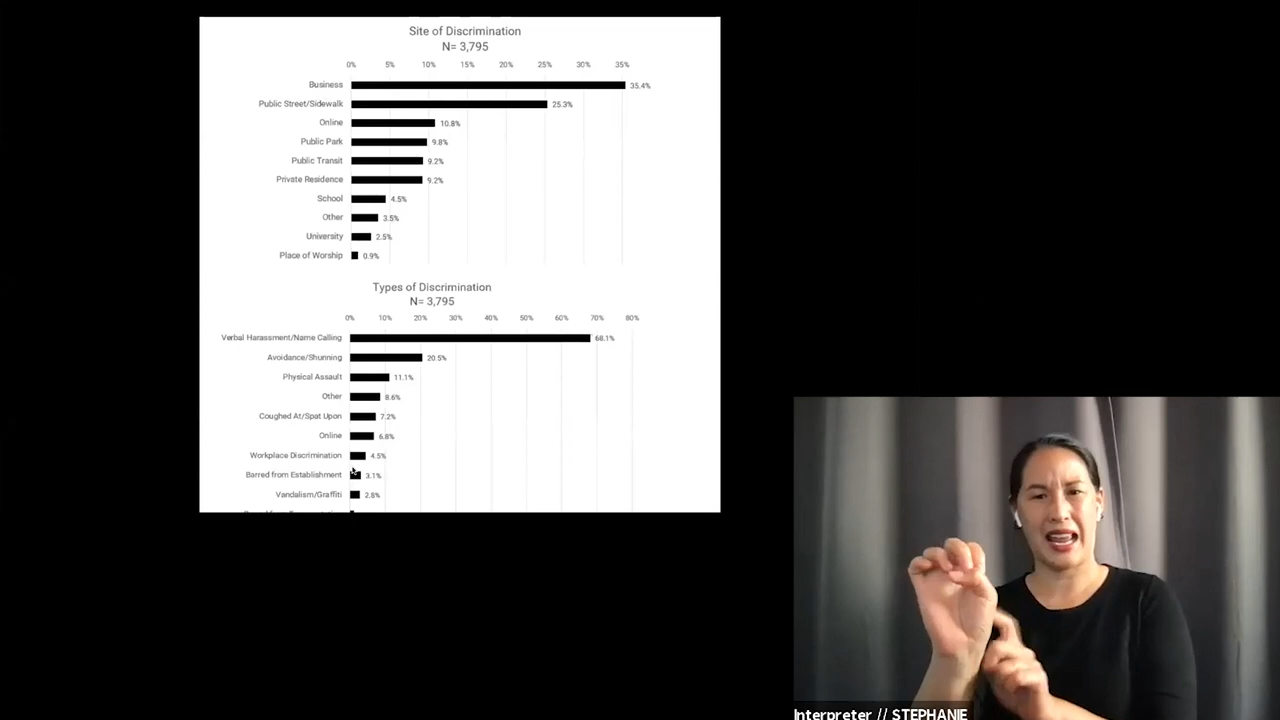 Site of Discrimination
N= 3,795
0% 5% 10% 15% 20% 25% 30% 35%
Business 35.4%
Public Street/Sidewalk 25.3%
Online 10.8%
Public Park 9.8%
Public Transit 9.2%
Private Residence 9.2%
School 4.5%
Other 3.5%
University 2.5%
Place of Worship 0.9%
Types of Discrimination
N= 3,795
0% 10% 20% 30% 40% 50% 60% 70% 80%
Verbal Harassment/Name Calling 68.1%
Avoidance/Shunning 20.5%
Physical Assault 11.1%
Other 8.6%
Coughed At/Spat Upon 7.2%
Online 6.8%
Workplace Discrimination 4.5%
Barred from Establishment 3.1%
Vandalism/Graffiti 2.8%
Interpreter // STEPHANIE